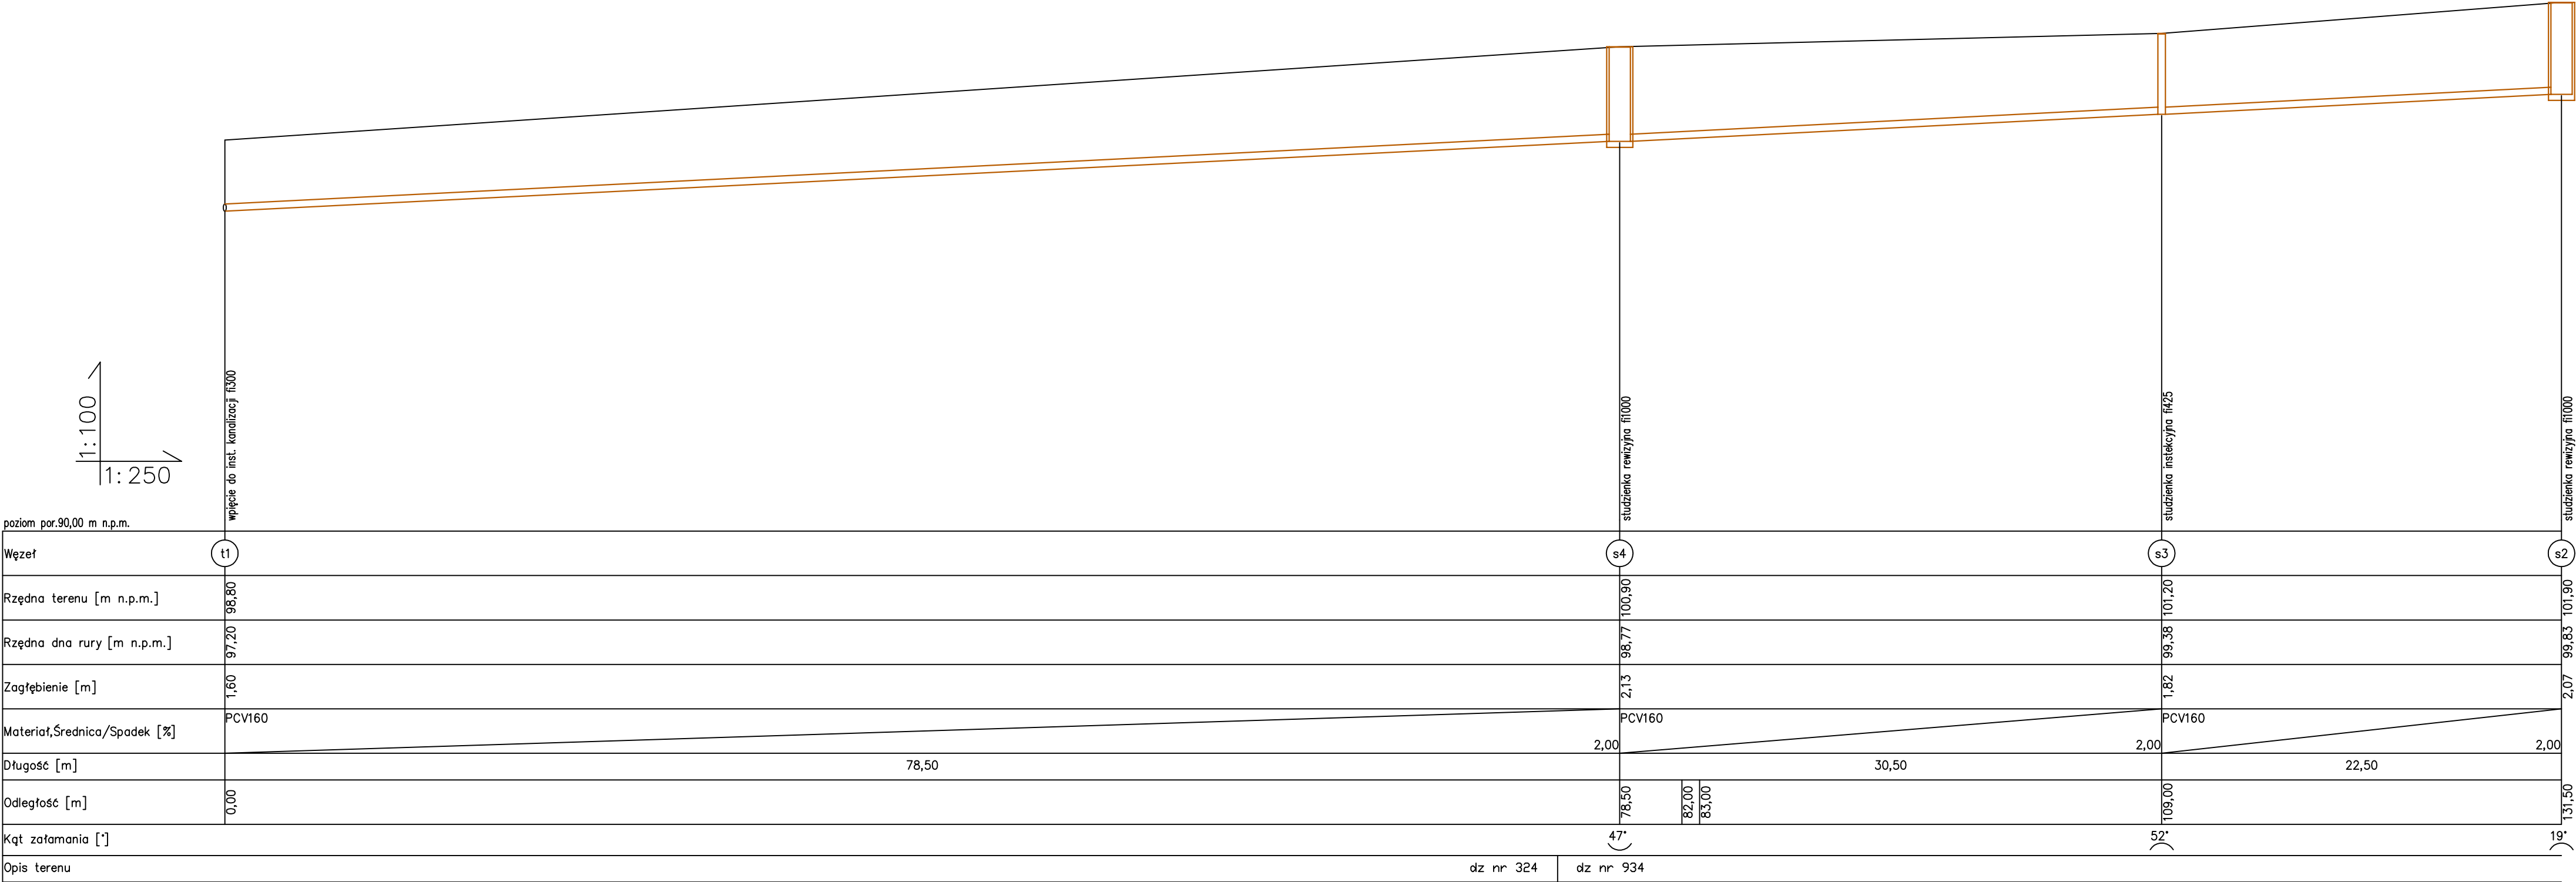 1:100
1:250
wpięcie do inst. kanalizacji fi300
studzienka rewizyjna fi1000
studzienka instekcyjna fi425
studzienka rewizyjna fi1000
poziom por.90,00 m n.p.m.
Węzeł t1 s4 s3 s2
Rzędna terenu [m n.p.m.] 98,80 100,90 101,20 101,90
Rzędna dna rury [m n.p.m.] 97,20 98,77 99,38 99,83
Zagłębienie [m] 1,60 2,13 1,82 2,07
PCV160 PCV160 PCV160
Materiał,Średnica/Spadek [%]
2,00 2,00 2,00
Długość [m] 78,50 30,50 22,50
Odległość [m] 0,00 78,50 82,00 83,00 109,00 131,50
Kąt załamania [°] 47° 52° 19°
Opis terenu dz nr 324 dz nr 934